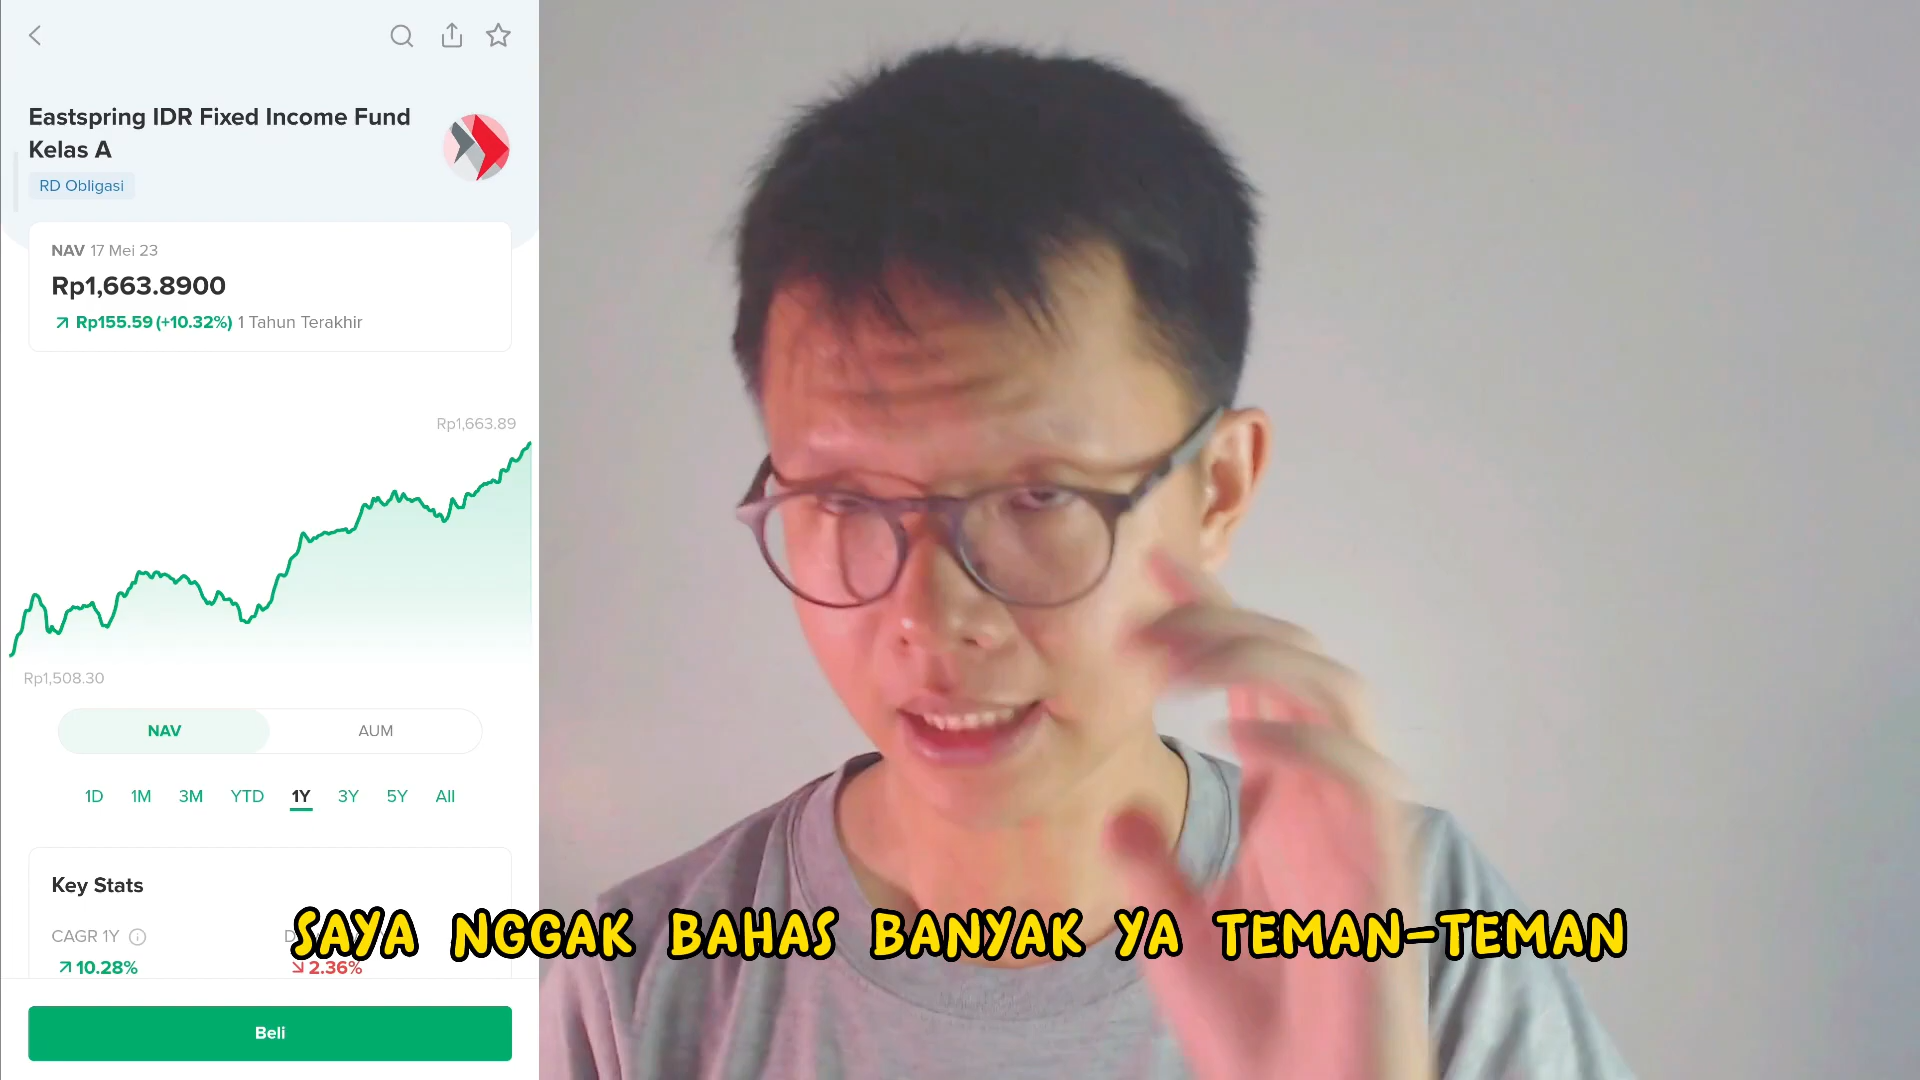 Eastspring IDR Fixed Income Fund
Kelas A
RD Obligasi
NAV 17 Mei 23
Rp1,663.8900
Rp155.59 (+10.32%) 1 Tahun Terakhir
Rp1,663.89
Rp1,508.30
NAV AUM
1D 1M 3M YTD 1Y 3Y 5Y All
Key Stats
CAGR 1Y
10.28% 2.36%
SAYA NGGAK BAHAS BANYAK YA TEMAN-TEMAN
Beli